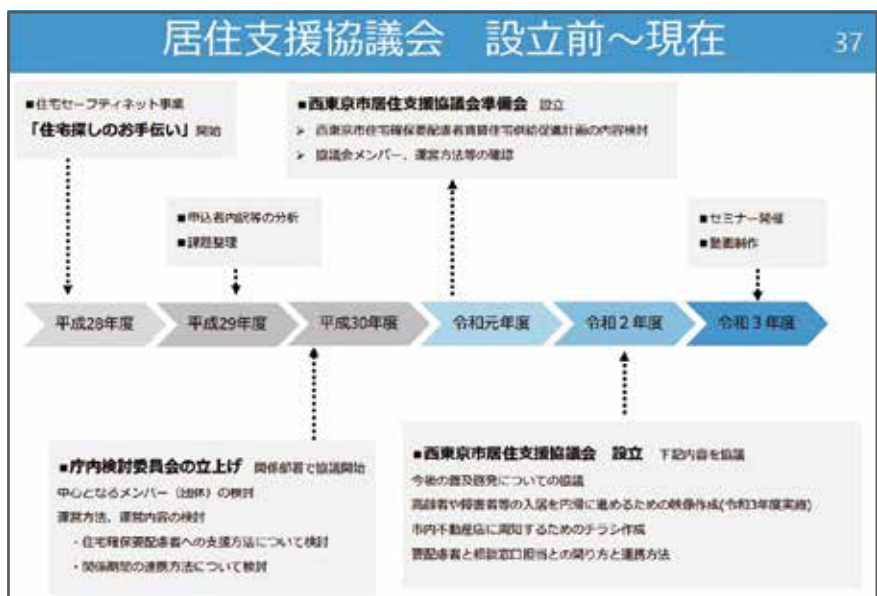 居住支援協議会　設立前～現在
37
■住宅セーフティネット事業
「住宅探しのお手伝い」開始
■西東京市居住支援協議会準備会　設立
➢ 西東京市住宅確保要配慮者賃貸住宅供給促進計画の内容検討
➢ 協議会メンバー、運営方法等の確認
■申込者内訳等の分析
■課題整理
■セミナー開催
■動画制作
平成28年度
平成29年度
平成30年度
令和元年度
令和２年度
令和３年度
■庁内検討委員会の立上げ　関係部署で協議開始
中心となるメンバー（団体）の検討
運営方法、運営内容の検討
・住宅確保要配慮者への支援方法について検討
・関係期間の連携方法について検討
■西東京市居住支援協議会　設立　下記内容を協議
今後の普及啓発についての協議
高齢者や障害者等の入居を円滑に進めるための映像作成(令和3年度実施)
市内不動産店に周知するためのチラシ作成
要配慮者と相談窓口担当との関り方と連携方法